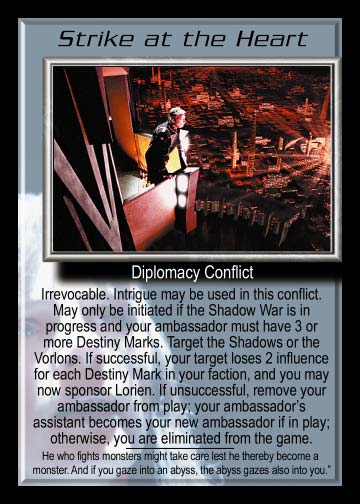 Strike at the Heart
Diplomacy Conflict
Irrevocable. Intrigue may be used in this conflict.
May only be initiated if the Shadow War is in
progress and your ambassador must have 3 or
more Destiny Marks. Target the Shadows or the
Vorlons. If successful, your target loses 2 influence
for each Destiny Mark in your faction, and you may
now sponsor Lorien. If unsuccessful, remove your
ambassador from play; your ambassador's
assistant becomes your new ambassador if in play;
otherwise, you are eliminated from the game.
He who fights monsters might take care lest he thereby become a
monster. And if you gaze into an abyss, the abyss gazes also into you.”